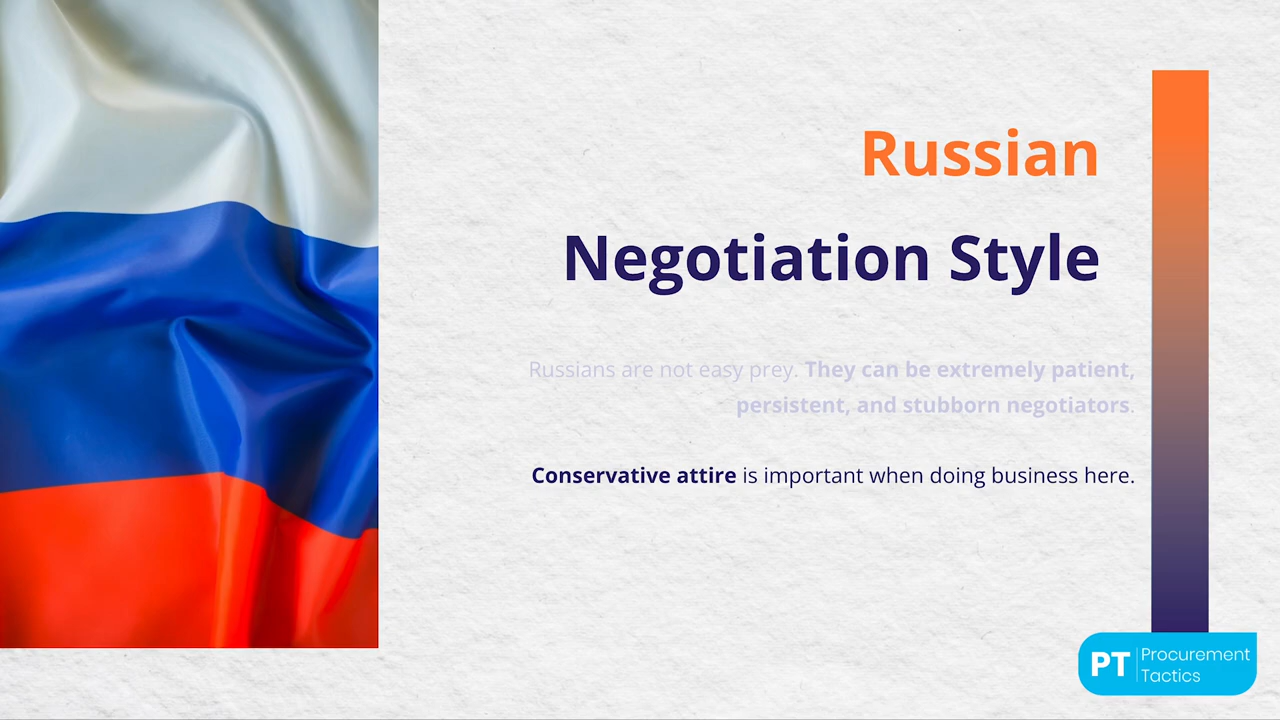 Russian
Negotiation Style
Russians are not easy prey. They can be extremely patient,
persistent, and stubborn negotiators.
Conservative attire is important when doing business here.
PT
Procurement
Tactics